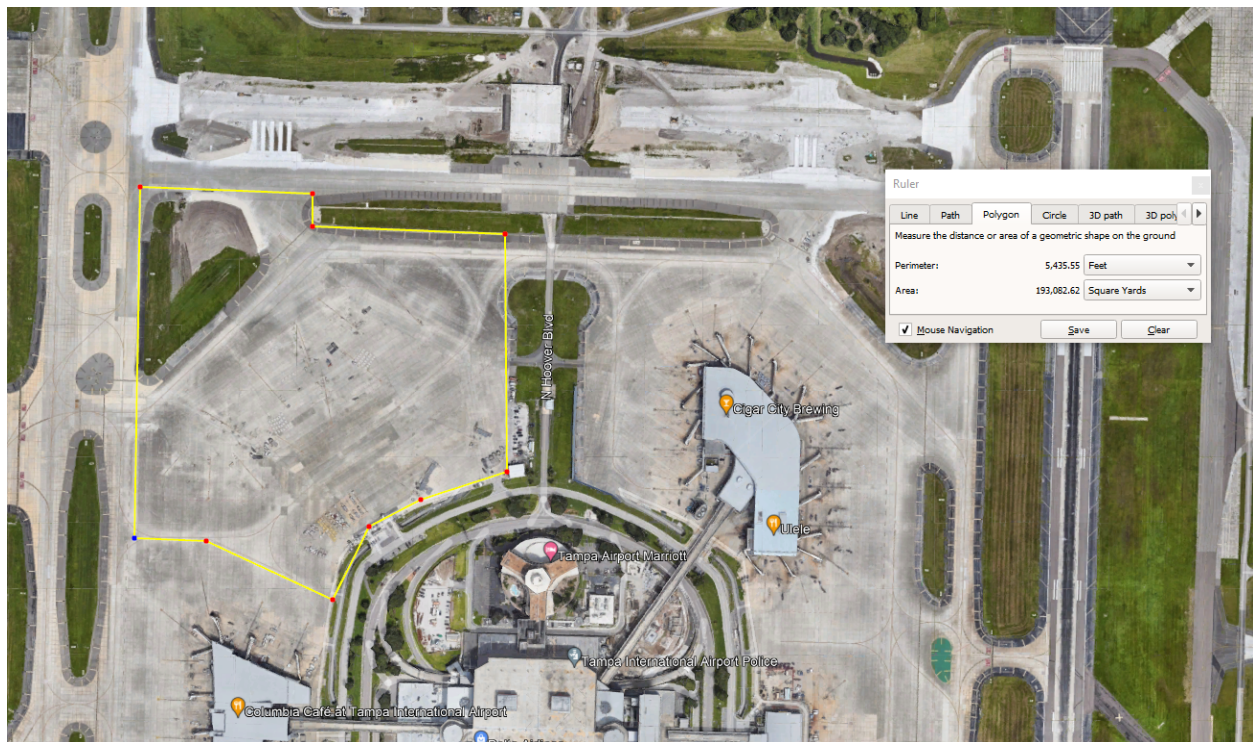 Ruler
Line Path Polygon Circle 3D path 3D poly
Measure the distance or area of a geometric shape on the ground
Perimeter: 5,435.55 Feet
Area: 193,082.62 Square Yards
Mouse Navigation Save Clear
N Hoover Blvd
Cigar City Brewing
Ulele
Tampa Airport Marriott
Tampa International Airport Police
Columbia Café at Tampa International Airport